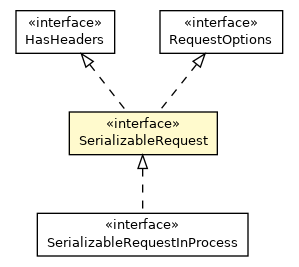 «interface»
HasHeaders
«interface»
RequestOptions
«interface»
SerializableRequest
«interface»
SerializableRequestInProcess